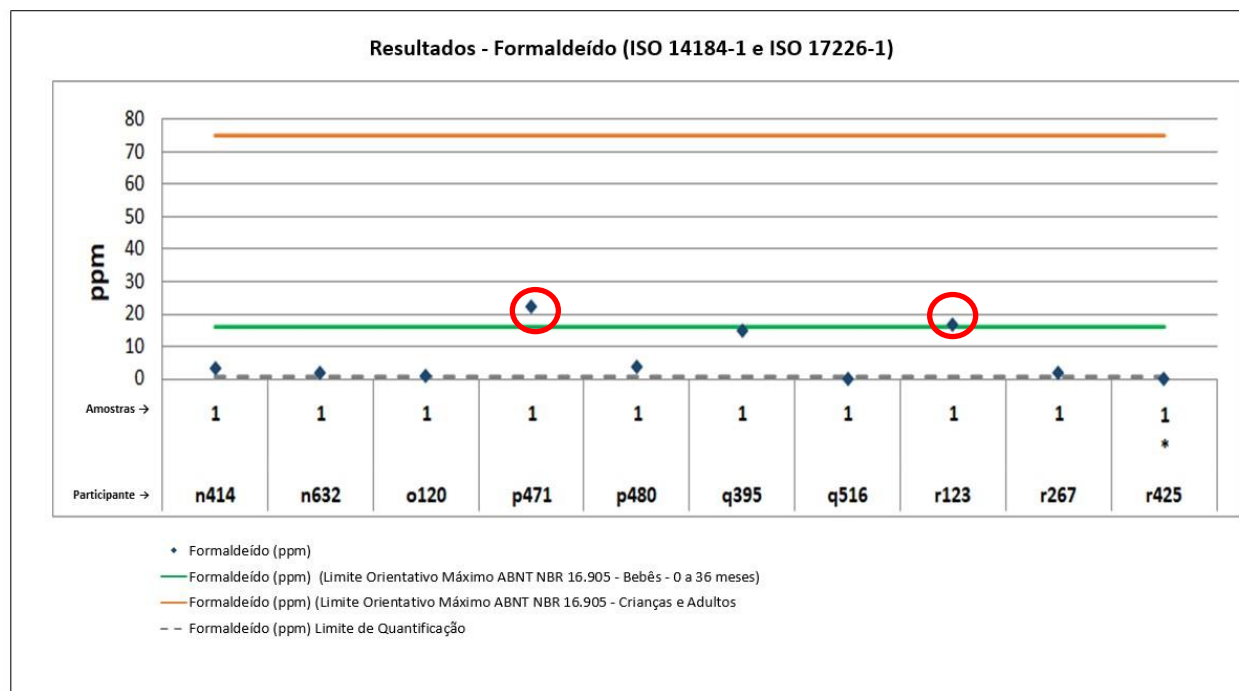 Resultados - Formaldeído (ISO 14184-1 e ISO 17226-1)
80
70
60
50
40
30
20
10
0
ppm
Amostras → 1 1 1 1 1 1 1 1 1 1
*
Participante → n414 n632 o120 p471 p480 q395 q516 r123 r267 r425
Formaldeído (ppm)
Formaldeído (ppm) (Limite Orientativo Máximo ABNT NBR 16.905 - Bebês - 0 a 36 meses)
Formaldeído (ppm) (Limite Orientativo Máximo ABNT NBR 16.905 - Crianças e Adultos
Formaldeído (ppm) Limite de Quantificação